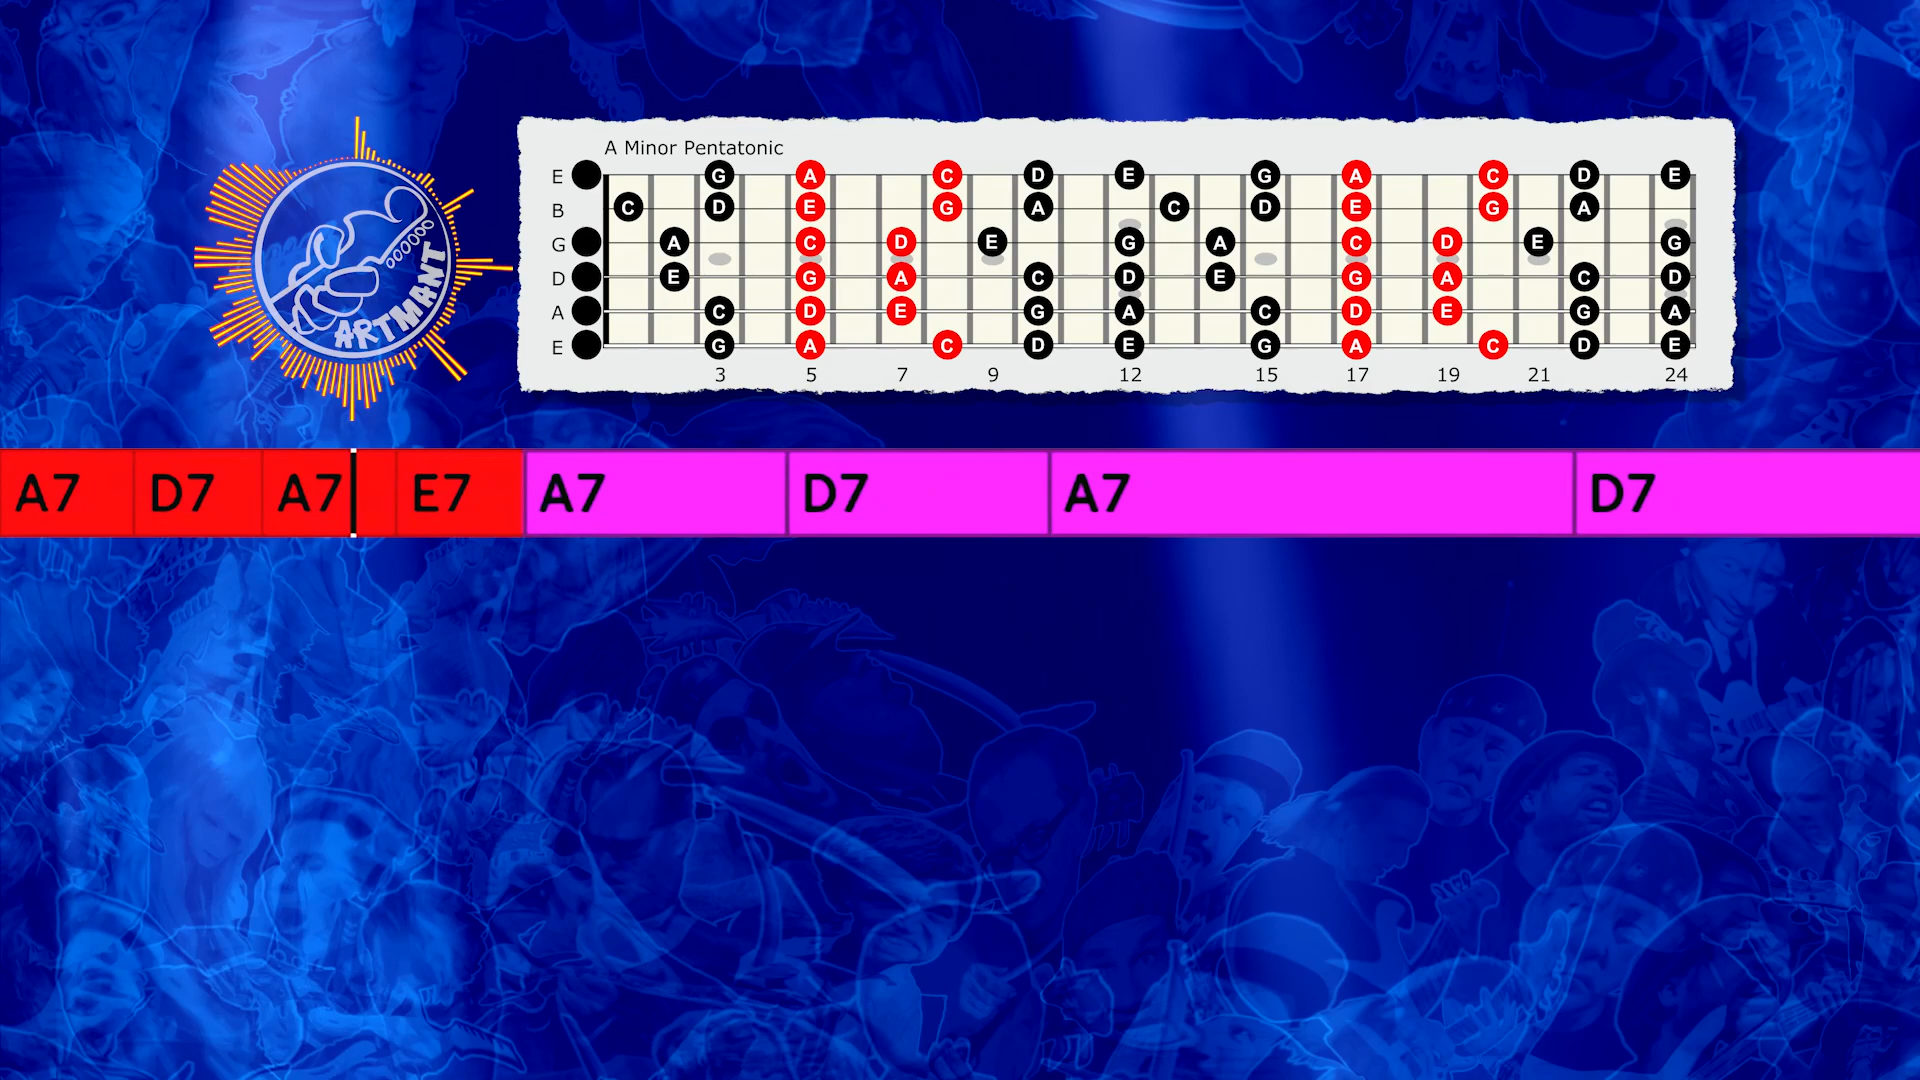 A Minor Pentatonic
E G A C D E G A C D E
B C D E G A C D E G A
G A C D E G A C D E G
D E G A C D E G A C D
A C D E G A C D E G A
E G A C D E G A C D E
3 5 7 9 12 15 17 19 21 24
ARTMANT
A7 D7 A7 E7 A7 D7 A7 D7